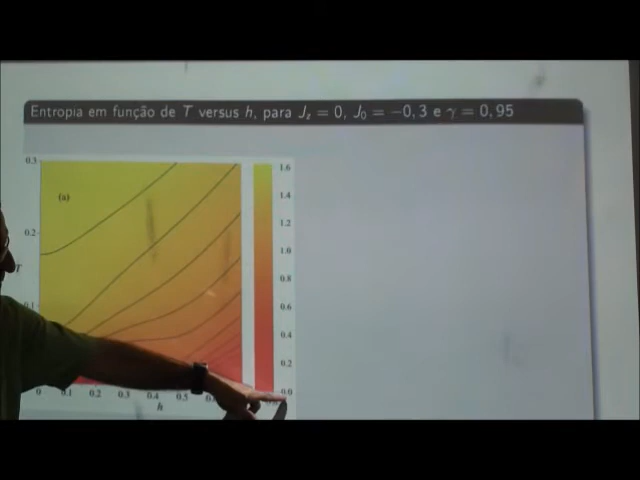 Entropia em função de T versus h, para J_z = 0, J_0 = −0,3 e γ = 0,95
0.3
(a)
0.2
T
0.1
0 0.1 0.2 0.3 0.4 0.5
h
1.6
1.4
1.2
1.0
0.8
0.6
0.4
0.2
0.0